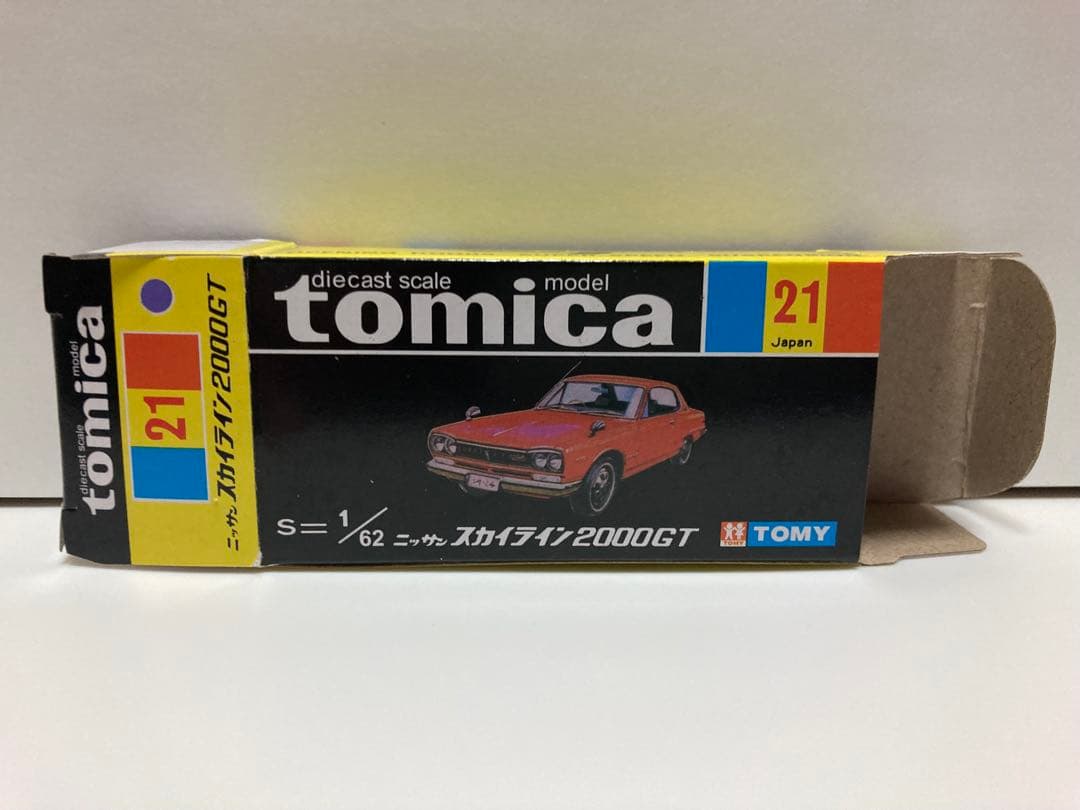 diecast scale model
tomica
21
ニッサン スカイライン2000GT
diecast scale model
tomica
21
Japan
S=1/62 ニッサン スカイライン2000GT
TOMY
TOMY